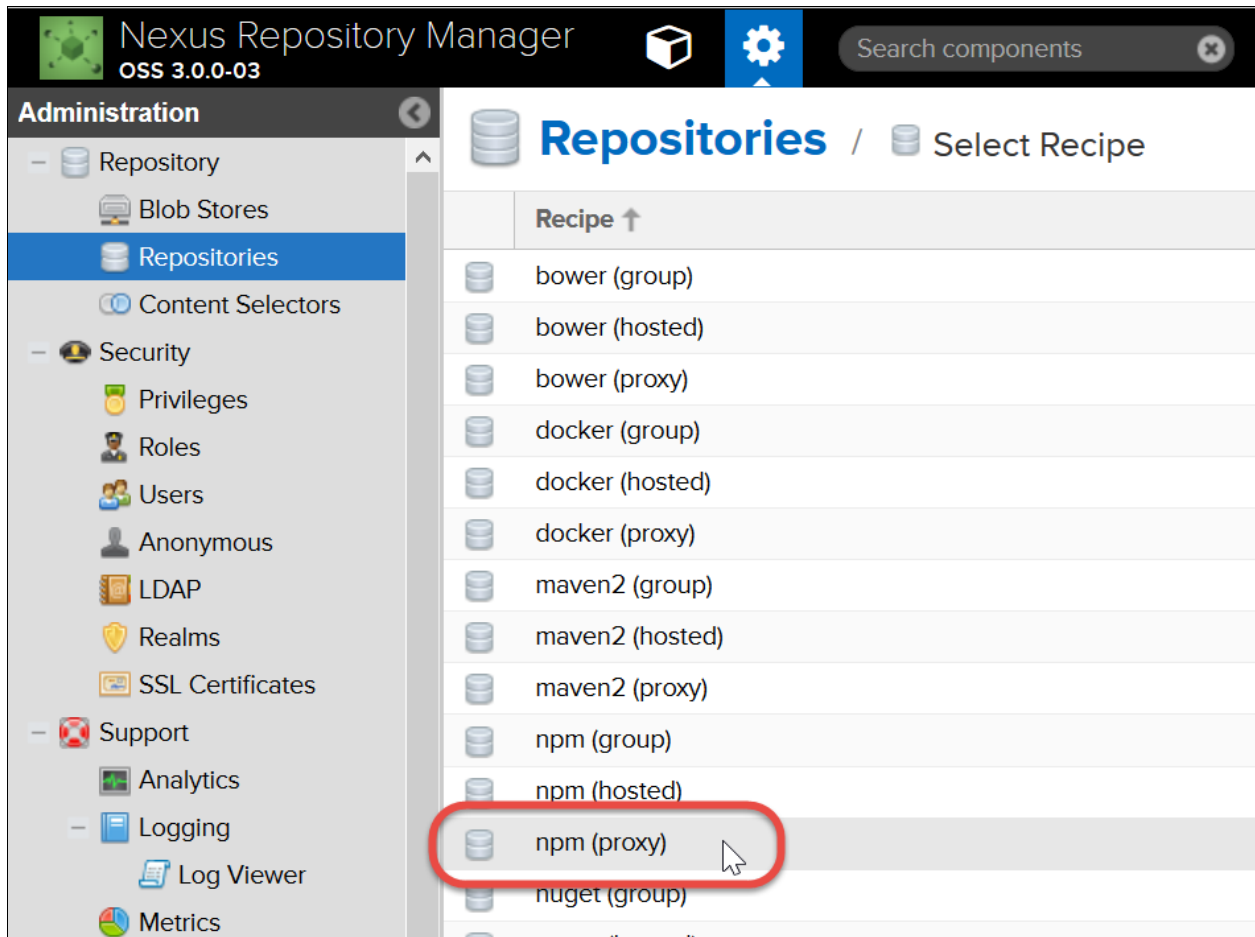 Nexus Repository Manager
OSS 3.0.0-03
Search components
Administration
Repository
Blob Stores
Repositories
Content Selectors
Security
Privileges
Roles
Users
Anonymous
LDAP
Realms
SSL Certificates
Support
Analytics
Logging
Log Viewer
Metrics
Repositories / Select Recipe
Recipe
bower (group)
bower (hosted)
bower (proxy)
docker (group)
docker (hosted)
docker (proxy)
maven2 (group)
maven2 (hosted)
maven2 (proxy)
npm (group)
npm (hosted)
npm (proxy)
nuget (group)